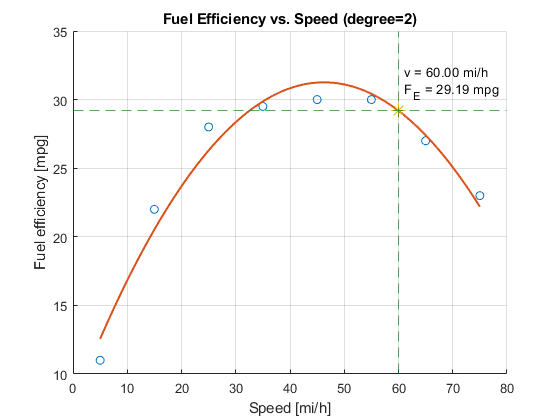 Fuel Efficiency vs. Speed (degree=2)
35
30
25
20
15
10
Fuel efficiency [mpg]
v = 60.00 mi/h
F_E = 29.19 mpg
0 10 20 30 40 50 60 70 80
Speed [mi/h]